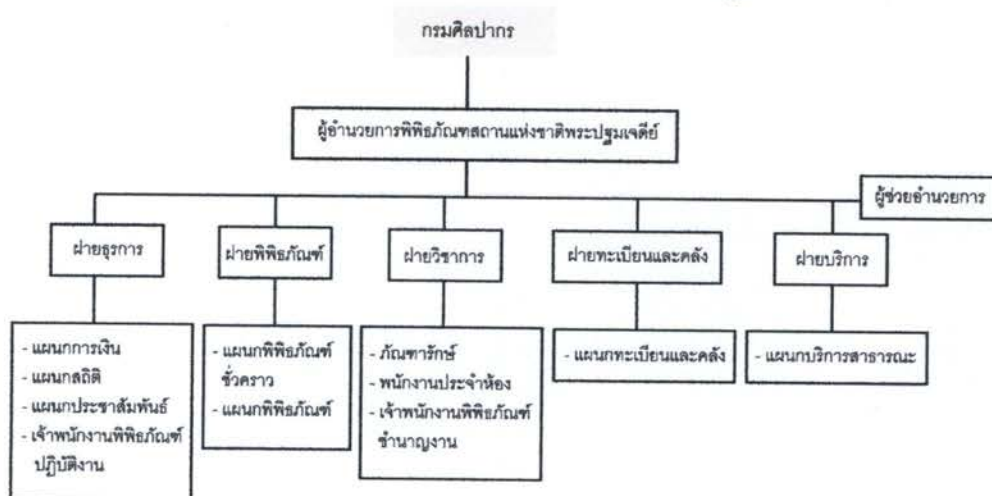 กรมศิลปากร
ผู้อำนวยการพิพิธภัณฑสถานแห่งชาติพระปฐมเจดีย์
ผู้ช่วยอำนวยการ
ฝ่ายธุรการ
ฝ่ายพิพิธภัณฑ์
ฝ่ายวิชาการ
ฝ่ายทะเบียนและคลัง
ฝ่ายบริการ
- แผนกการเงิน
- แผนกสถิติ
- แผนกประชาสัมพันธ์
- เจ้าพนักงานพิพิธภัณฑ์
ปฏิบัติงาน
- แผนกพิพิธภัณฑ์
ชั่วคราว
- แผนกพิพิธภัณฑ์
- ภัณฑารักษ์
- พนักงานประจำห้อง
- เจ้าพนักงานพิพิธภัณฑ์
ชำนาญงาน
- แผนกทะเบียนและคลัง
- แผนกบริการสาธารณะ